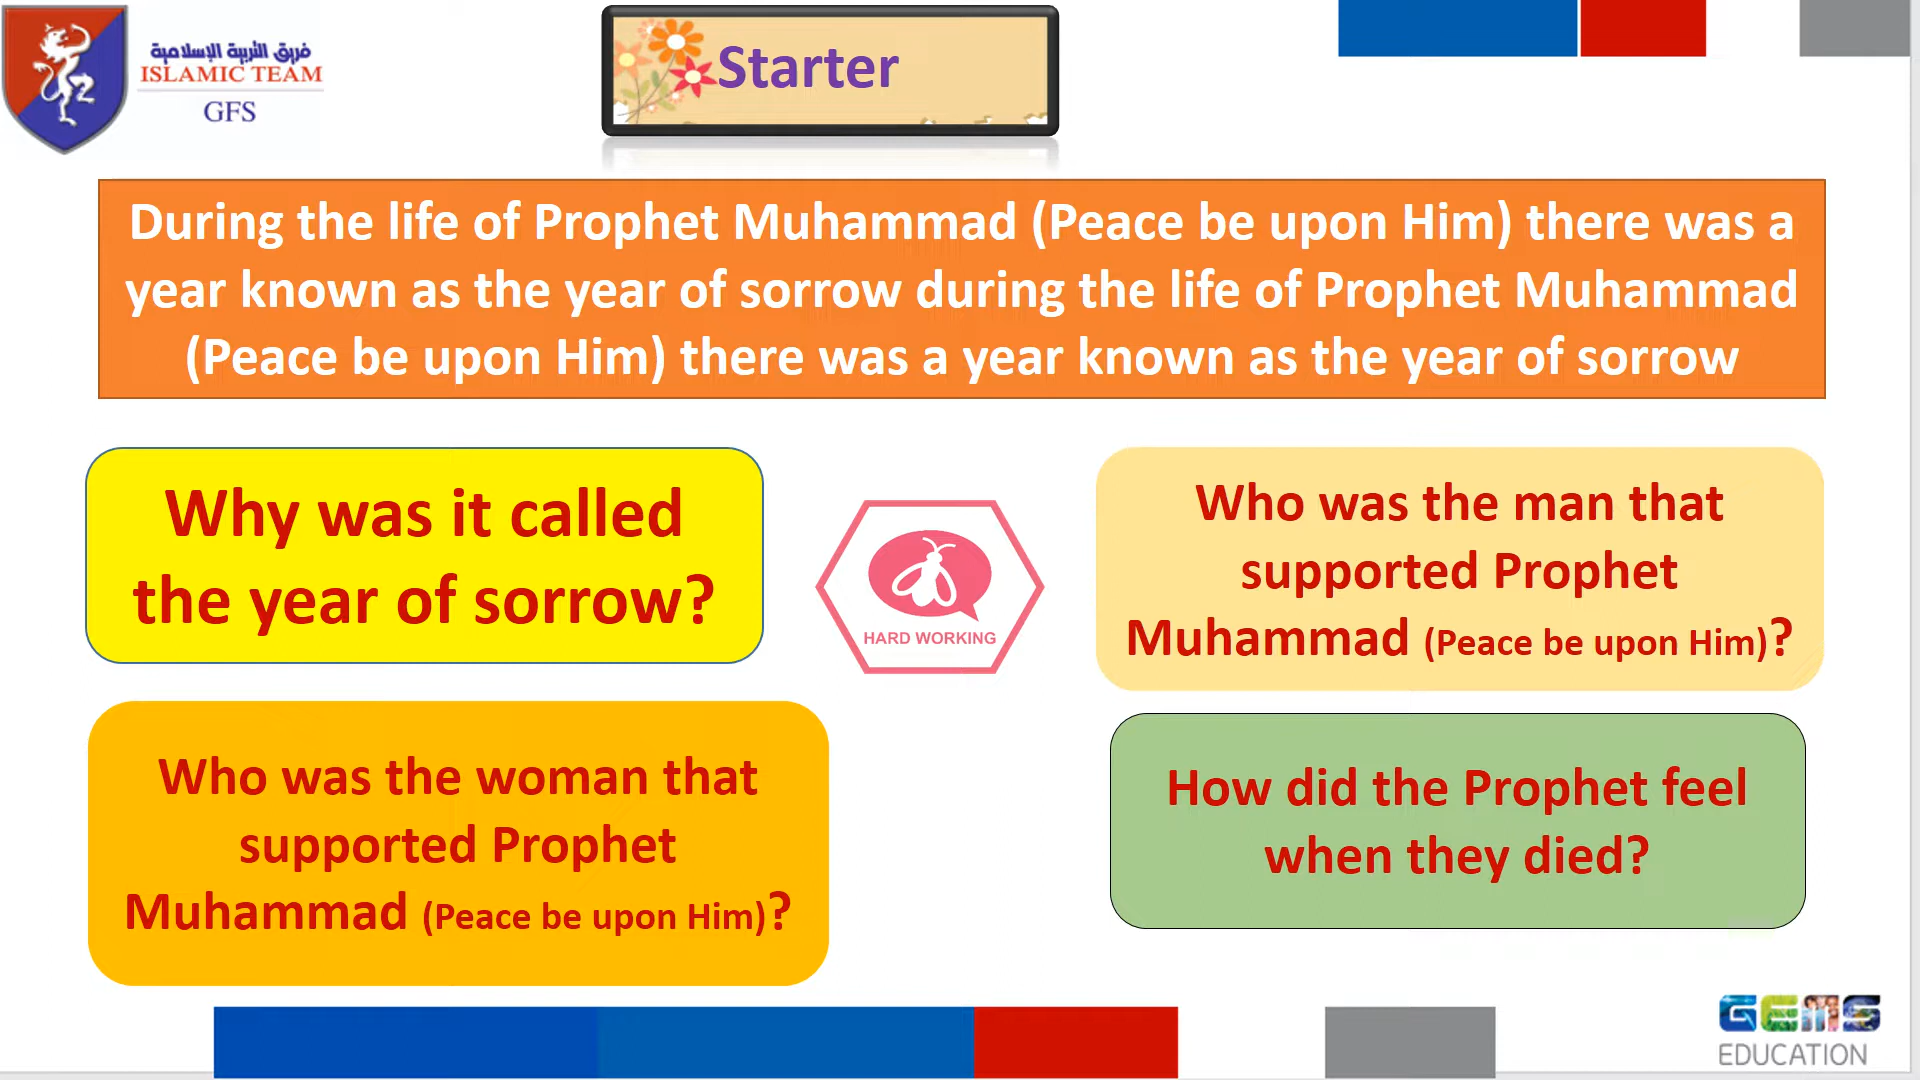 فريق التربية الإسلامية
ISLAMIC TEAM
GFS
Starter
During the life of Prophet Muhammad (Peace be upon Him) there was a
year known as the year of sorrow during the life of Prophet Muhammad
(Peace be upon Him) there was a year known as the year of sorrow
Why was it called
the year of sorrow?
HARD WORKING
Who was the man that
supported Prophet
Muhammad (Peace be upon Him)?
Who was the woman that
supported Prophet
Muhammad (Peace be upon Him)?
How did the Prophet feel
when they died?
GEMS
EDUCATION